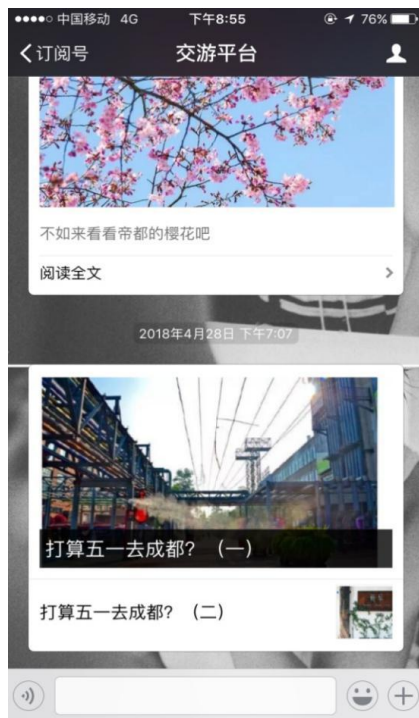 中国移动 4G 下午8:55 76%
订阅号 交游平台
不如来看看帝都的樱花吧
阅读全文
2018年4月28日 下午7:07
打算五一去成都？（一）
打算五一去成都？（二）